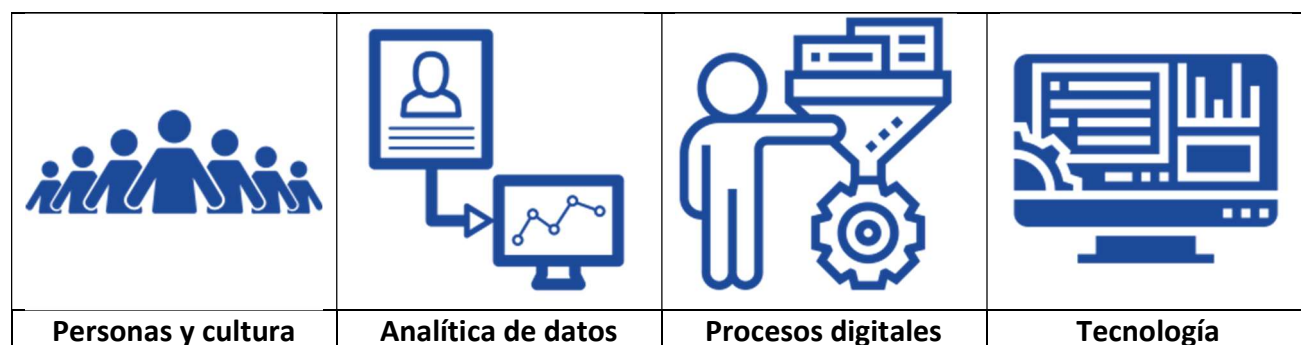 Personas y cultura
Analítica de datos
Procesos digitales
Tecnología